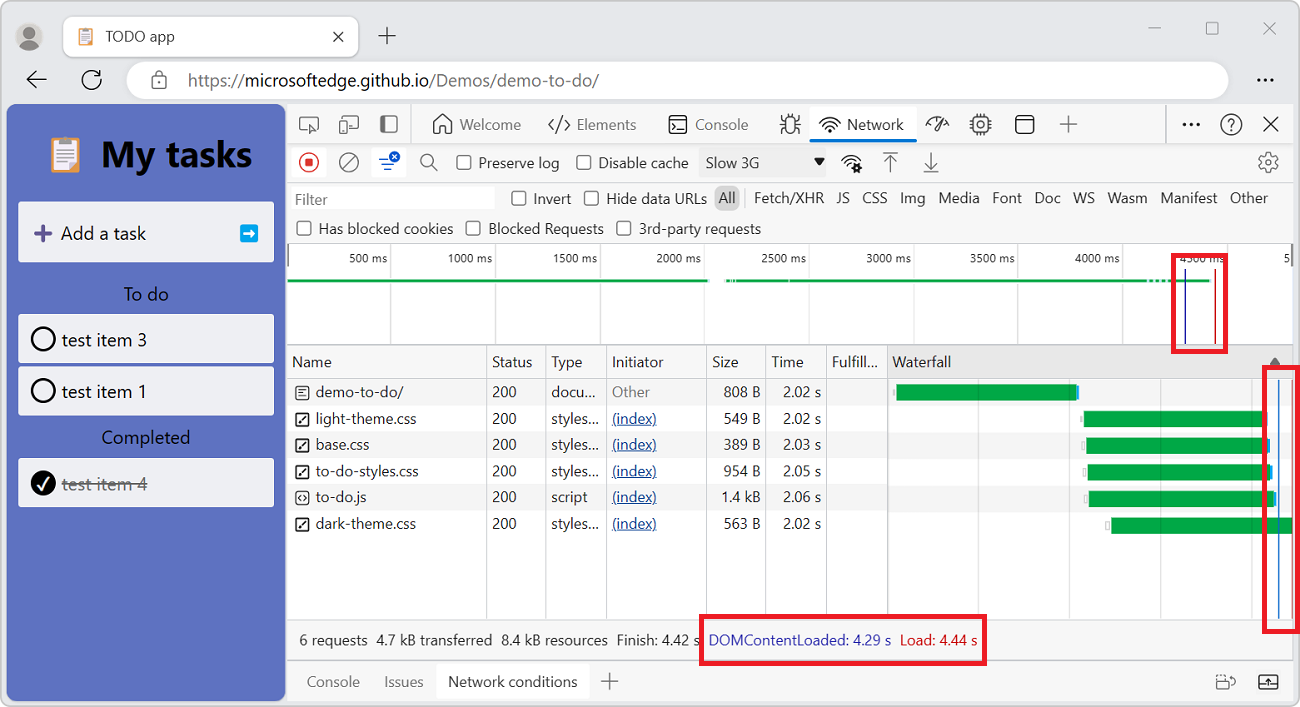 TODO app
https://microsoftedge.github.io/Demos/demo-to-do/
My tasks
Add a task
To do
test item 3
test item 1
Completed
test item 4
Welcome Elements Console Network
Preserve log Disable cache Slow 3G
Filter Invert Hide data URLs All Fetch/XHR JS CSS Img Media Font Doc WS Wasm Manifest Other
Has blocked cookies Blocked Requests 3rd-party requests
500 ms 1000 ms 1500 ms 2000 ms 2500 ms 3000 ms 3500 ms 4000 ms 4500 ms 5
Name Status Type Initiator Size Time Fulfill... Waterfall
demo-to-do/ 200 docu... Other 808 B 2.02 s
light-theme.css 200 styles... (index) 549 B 2.02 s
base.css 200 styles... (index) 389 B 2.03 s
to-do-styles.css 200 styles... (index) 954 B 2.05 s
to-do.js 200 script (index) 1.4 kB 2.06 s
dark-theme.css 200 styles... (index) 563 B 2.02 s
6 requests 4.7 kB transferred 8.4 kB resources Finish: 4.42 s DOMContentLoaded: 4.29 s Load: 4.44 s
Console Issues Network conditions